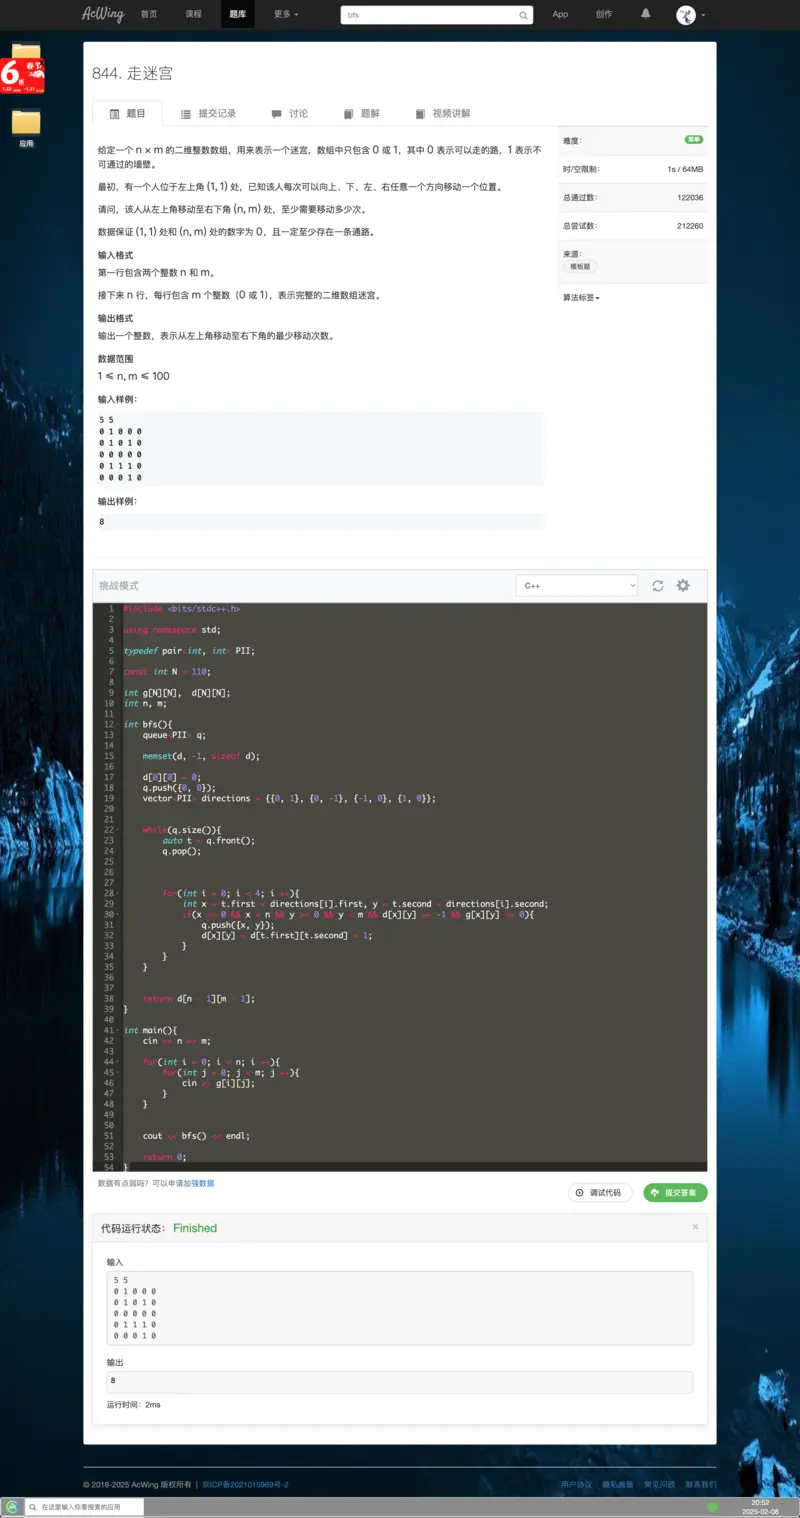 AcWing 首页 课程 题库 更多 bfs App 创作
6折 春节
1.22 一1.31
应用
844. 走迷宫
题目 提交记录 讨论 题解 视频讲解
给定一个 n × m 的二维整数数组，用来表示一个迷宫，数组中只包含 0 或 1，其中 0 表示可以走的路，1 表示不
可通过的墙壁。
最初，有一个人位于左上角 (1, 1) 处，已知该人每次可以向上、下、左、右任意一个方向移动一个位置。
请问，该人从左上角移动至右下角 (n, m) 处，至少需要移动多少次。
数据保证 (1, 1) 处和 (n, m) 处的数字为 0，且一定至少存在一条通路。
输入格式
第一行包含两个整数 n 和 m。
接下来 n 行，每行包含 m 个整数（0 或 1），表示完整的二维数组迷宫。
输出格式
输出一个整数，表示从左上角移动至右下角的最少移动次数。
数据范围
1 ≤ n, m ≤ 100
输入样例：
5 5
0 1 0 0 0
0 1 0 1 0
0 0 0 0 0
0 1 1 1 0
0 0 0 1 0
输出样例：
8
难度： 简单
时/空限制： 1s / 64MB
总通过数： 122036
总尝试数： 212260
来源：
模板题
算法标签
挑战模式 C++
1 #include <bits/stdc++.h>
2
3 using namespace std;
4
5 typedef pair<int, int> PII;
6
7 const int N = 110;
8
9 int g[N][N], d[N][N];
10 int n, m;
11
12 int bfs(){
13 queue<PII> q;
14
15 memset(d, -1, sizeof d);
16
17 d[0][0] = 0;
18 q.push({0, 0});
19 vector<PII> directions = {{0, 1}, {0, -1}, {-1, 0}, {1, 0}};
20
21
22 while(q.size()){
23 auto t = q.front();
24 q.pop();
25
26
27
28 for(int i = 0; i < 4; i ++){
29 int x = t.first + directions[i].first, y = t.second + directions[i].second;
30 if(x >= 0 && x < n && y >= 0 && y < m && d[x][y] == -1 && g[x][y] == 0){
31 q.push({x, y});
32 d[x][y] = d[t.first][t.second] + 1;
33 }
34 }
35 }
36
37
38 return d[n - 1][m - 1];
39 }
40
41 int main(){
42 cin >> n >> m;
43
44 for(int i = 0; i < n; i ++){
45 for(int j = 0; j < m; j ++){
46 cin >> g[i][j];
47 }
48 }
49
50
51 cout << bfs() << endl;
52
53 return 0;
54 }
数据有点弱吗？可以申请加强数据
调试代码 提交答案
代码运行状态： Finished ×
输入
5 5
0 1 0 0 0
0 1 0 1 0
0 0 0 0 0
0 1 1 1 0
0 0 0 1 0
输出
8
运行时间：2ms
© 2018-2025 AcWing 版权所有 | 京ICP备2021015969号-2
用户协议 隐私政策 常见问题 联系我们
在这里输入你要搜索的应用
20:52
2025-02-08